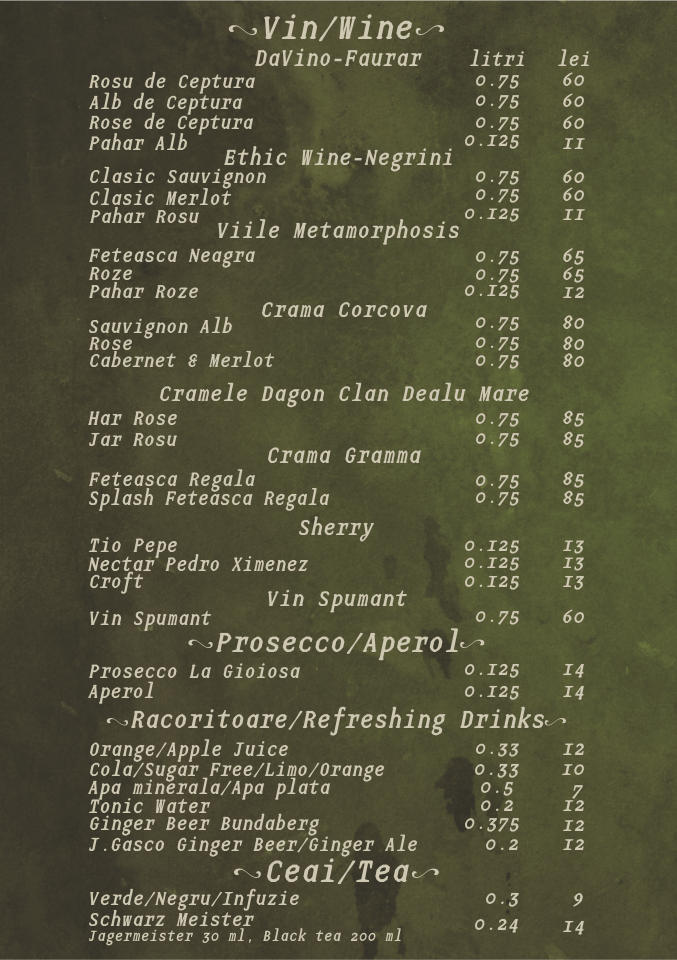 Vin/Wine
DaVino-Faurar litri lei
Rosu de Ceptura 0.75 60
Alb de Ceptura 0.75 60
Rose de Ceptura 0.75 60
Pahar Alb 0.125 11
Ethic Wine-Negrini
Clasic Sauvignon 0.75 60
Clasic Merlot 0.75 60
Pahar Rosu 0.125 11
Viile Metamorphosis
Feteasca Neagra 0.75 65
Roze 0.75 65
Pahar Roze 0.125 12
Crama Corcova
Sauvignon Alb 0.75 80
Rose 0.75 80
Cabernet & Merlot 0.75 80
Cramele Dagon Clan Dealu Mare
Har Rose 0.75 85
Jar Rosu 0.75 85
Crama Gramma
Feteasca Regala 0.75 85
Splash Feteasca Regala 0.75 85
Sherry
Tio Pepe 0.125 13
Nectar Pedro Ximenez 0.125 13
Croft 0.125 13
Vin Spumant
Vin Spumant 0.75 60
Prosecco/Aperol
Prosecco La Gioiosa 0.125 14
Aperol 0.125 14
Racoritoare/Refreshing Drinks
Orange/Apple Juice 0.33 12
Cola/Sugar Free/Limo/Orange 0.33 10
Apa minerala/Apa plata 0.5 7
Tonic Water 0.2 12
Ginger Beer Bundaberg 0.375 12
J.Gasco Ginger Beer/Ginger Ale 0.2 12
Ceai/Tea
Verde/Negru/Infuzie 0.3 9
Schwarz Meister 0.24 14
Jagermeister 30 ml, Black tea 200 ml